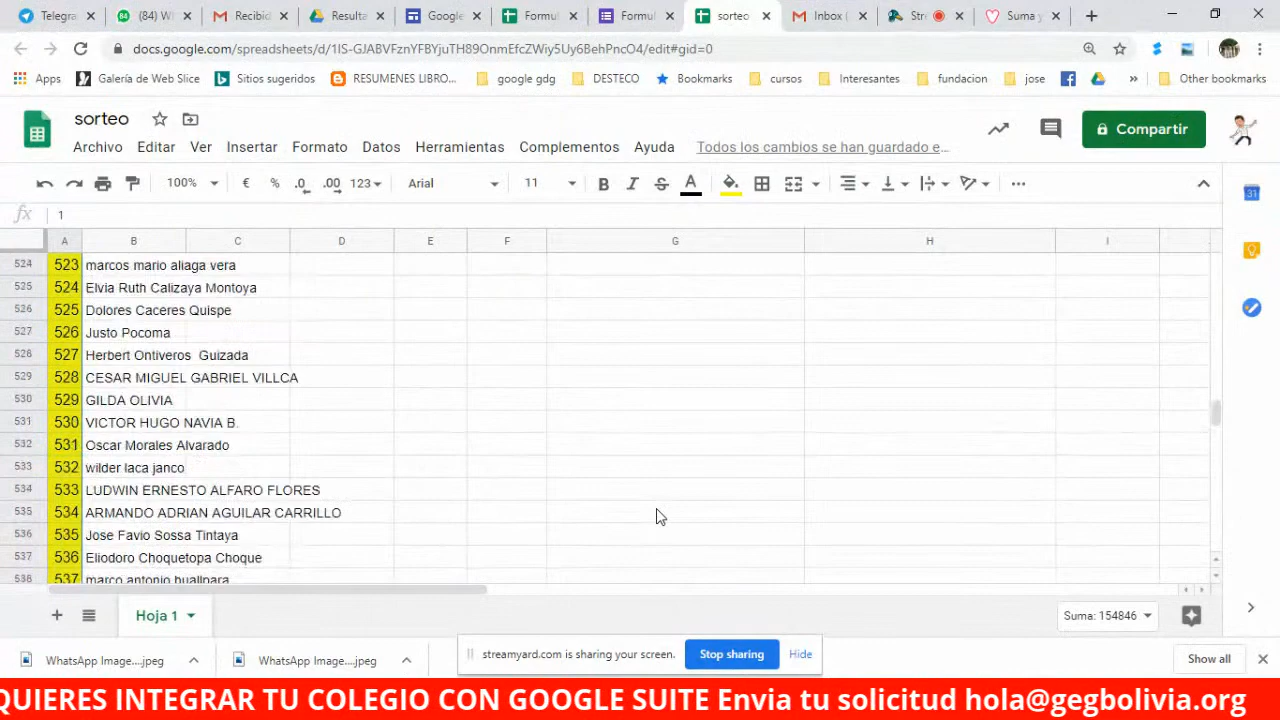 Telegra
(84) W
Recibid
Resulta
Google
Formul
Formul
sorteo
Inbox (
Stre
Suma y
docs.google.com/spreadsheets/d/1IS-GJABVFznYFBYjuTH89OnmEfcZWiy5Uy6BehPncO4/edit#gid=0
Apps
Galería de Web Slice
Sitios sugeridos
RESUMENES LIBRO...
google gdg
DESTECO
Bookmarks
cursos
Interesantes
fundacion
jose
Other bookmarks
sorteo
Compartir
Archivo Editar Ver Insertar Formato Datos Herramientas Complementos Ayuda Todos los cambios se han guardado e...
100% € % .0 .00 123 Arial 11 B I S A
fx 1
A B C D E F G H I
524 523 marcos mario aliaga vera
525 524 Elvia Ruth Calizaya Montoya
526 525 Dolores Caceres Quispe
527 526 Justo Pocoma
528 527 Herbert Ontiveros Guizada
529 528 CESAR MIGUEL GABRIEL VILLCA
530 529 GILDA OLIVIA
531 530 VICTOR HUGO NAVIA B.
532 531 Oscar Morales Alvarado
533 532 wilder laca janco
534 533 LUDWIN ERNESTO ALFARO FLORES
535 534 ARMANDO ADRIAN AGUILAR CARRILLO
536 535 Jose Favio Sossa Tintaya
537 536 Eliodoro Choquetopa Choque
538 537 marco antonio huallpara
Hoja 1
Suma: 154846
WhatsApp Image....jpeg
WhatsApp Image....jpeg
streamyard.com is sharing your screen.
Stop sharing
Hide
Show all
QUIERES INTEGRAR TU COLEGIO CON GOOGLE SUITE Envia tu solicitud hola@gegbolivia.org